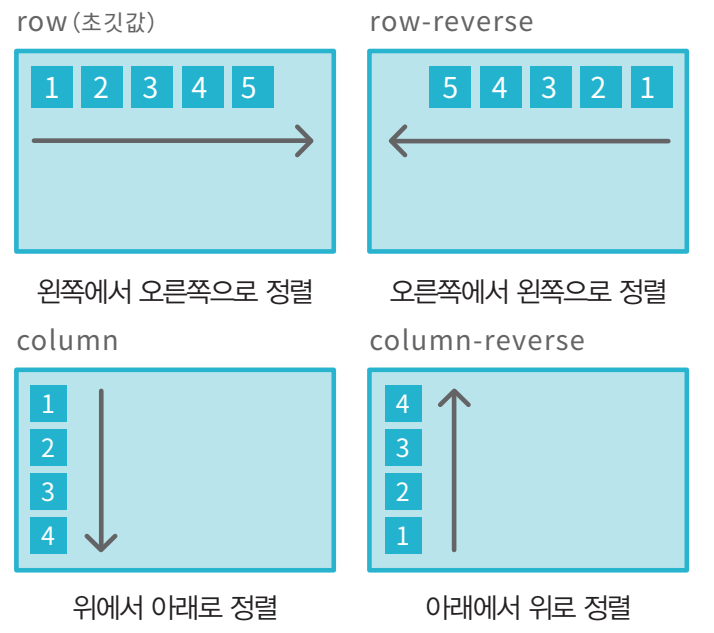 row (초깃값)
1 2 3 4 5
왼쪽에서 오른쪽으로 정렬
row-reverse
5 4 3 2 1
오른쪽에서 왼쪽으로 정렬
column
1
2
3
4
위에서 아래로 정렬
column-reverse
4
3
2
1
아래에서 위로 정렬